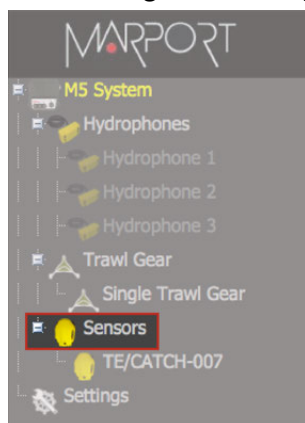 MARPORT
M5 System
Hydrophones
Hydrophone 1
Hydrophone 2
Hydrophone 3
Trawl Gear
Single Trawl Gear
Sensors
TE/CATCH-007
Settings